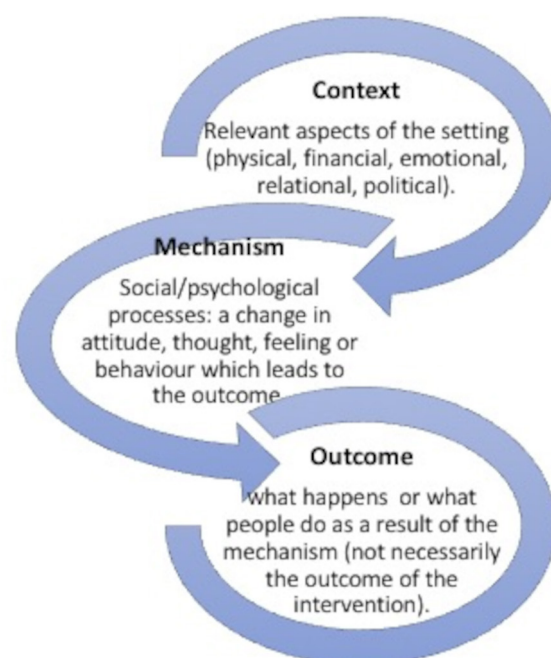 Context
Relevant aspects of the setting
(physical, financial, emotional,
relational, political).
Mechanism
Social/psychological
processes: a change in
attitude, thought, feeling or
behaviour which leads to
the outcome
Outcome
what happens or what
people do as a result of the
mechanism (not necessarily
the outcome of the
intervention).